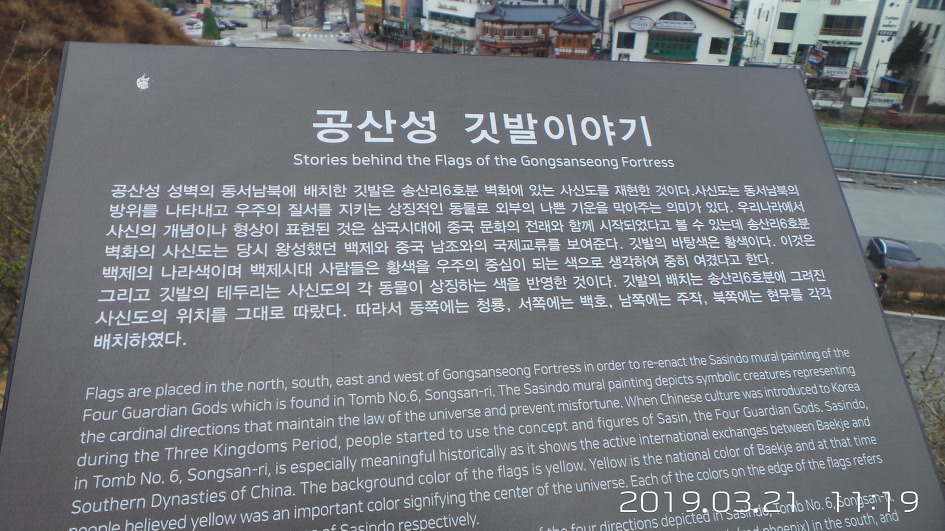 공산성 깃발이야기
Stories behind the Flags of the Gongsanseong Fortress
공산성 성벽의 동서남북에 배치한 깃발은 송산리6호분 벽화에 있는 사신도를 재현한 것이다.사신도는 동서남북의
방위를 나타내고 우주의 질서를 지키는 상징적인 동물로 외부의 나쁜 기운을 막아주는 의미가 있다. 우리나라에서
사신의 개념이나 형상이 표현된 것은 삼국시대에 중국 문화의 전래와 함께 시작되었다고 볼 수 있는데 송산리6호분
벽화의 사신도는 당시 왕성했던 백제와 중국 남조와의 국제교류를 보여준다. 깃발의 바탕색은 황색이다. 이것은
백제의 나라색이며 백제시대 사람들은 황색을 우주의 중심이 되는 색으로 생각하여 중히 여겼다고 한다.
그리고 깃발의 테두리는 사신도의 각 동물이 상징하는 색을 반영한 것이다. 깃발의 배치는 송산리6호분에 그려진
사신도의 위치를 그대로 따랐다. 따라서 동쪽에는 청룡, 서쪽에는 백호, 남쪽에는 주작, 북쪽에는 현무를 각각
배치하였다.
Flags are placed in the north, south, east and west of Gongsanseong Fortress in order to re-enact the Sasindo mural painting of the
Four Guardian Gods which is found in Tomb No.6, Songsan-ri. The Sasindo mural painting depicts symbolic creatures representing
the cardinal directions that maintain the law of the universe and prevent misfortune. When Chinese culture was introduced to Korea
during the Three Kingdoms Period, people started to use the concept and figures of Sasin, the Four Guardian Gods. Sasindo,
in Tomb No. 6, Songsan-ri, is especially meaningful historically as it shows the active international exchanges between Baekje and
Southern Dynasties of China. The background color of the flags is yellow. Yellow is the national color of Baekje and at that time
people believed yellow was an important color signifying the center of the universe. Each of the colors on the edge of the flags refers
of Sasindo respectively. of the four directions depicted in Sasindo, Tomb No. 6, Songsan-ri
in the south, and
2019.03.21 11:19